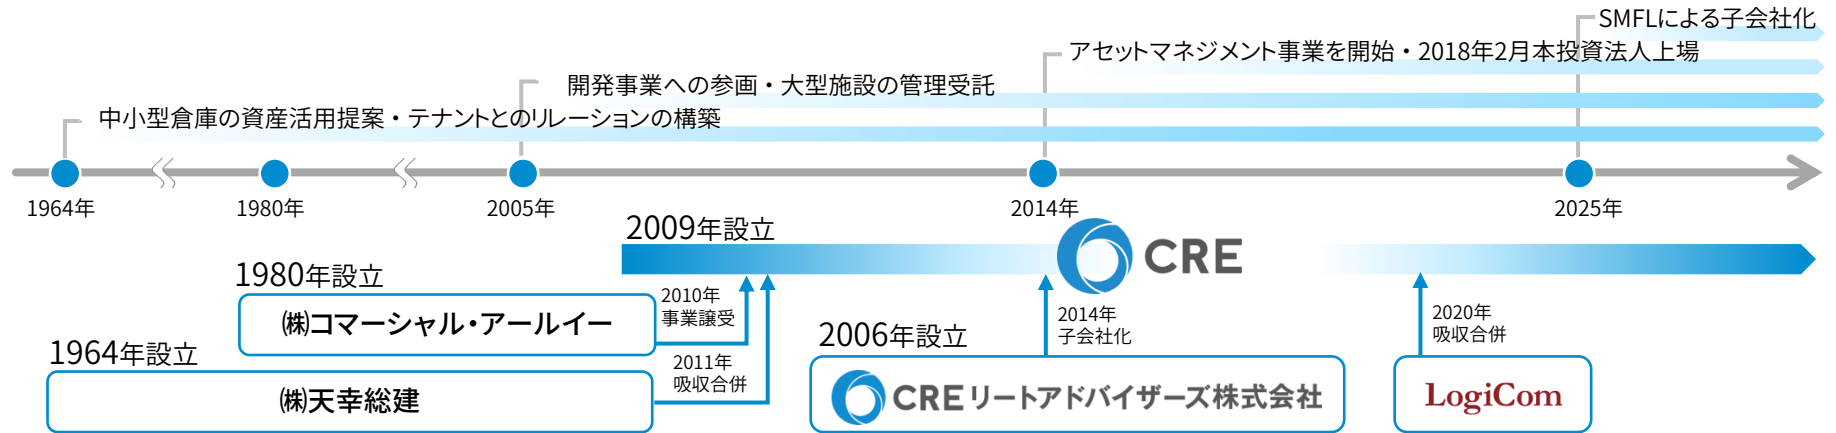 SMFLによる子会社化
アセットマネジメント事業を開始・2018年2月本投資法人上場
開発事業への参画・大型施設の管理受託
中小型倉庫の資産活用提案・テナントとのリレーションの構築
1964年
1980年
2005年
2014年
2025年
2009年設立
CRE
1980年設立
㈱コマーシャル・アールイー
2010年
事業譲受
1964年設立
㈱天幸総建
2011年
吸収合併
2006年設立
CREリートアドバイザーズ株式会社
2014年
子会社化
2020年
吸収合併
LogiCom